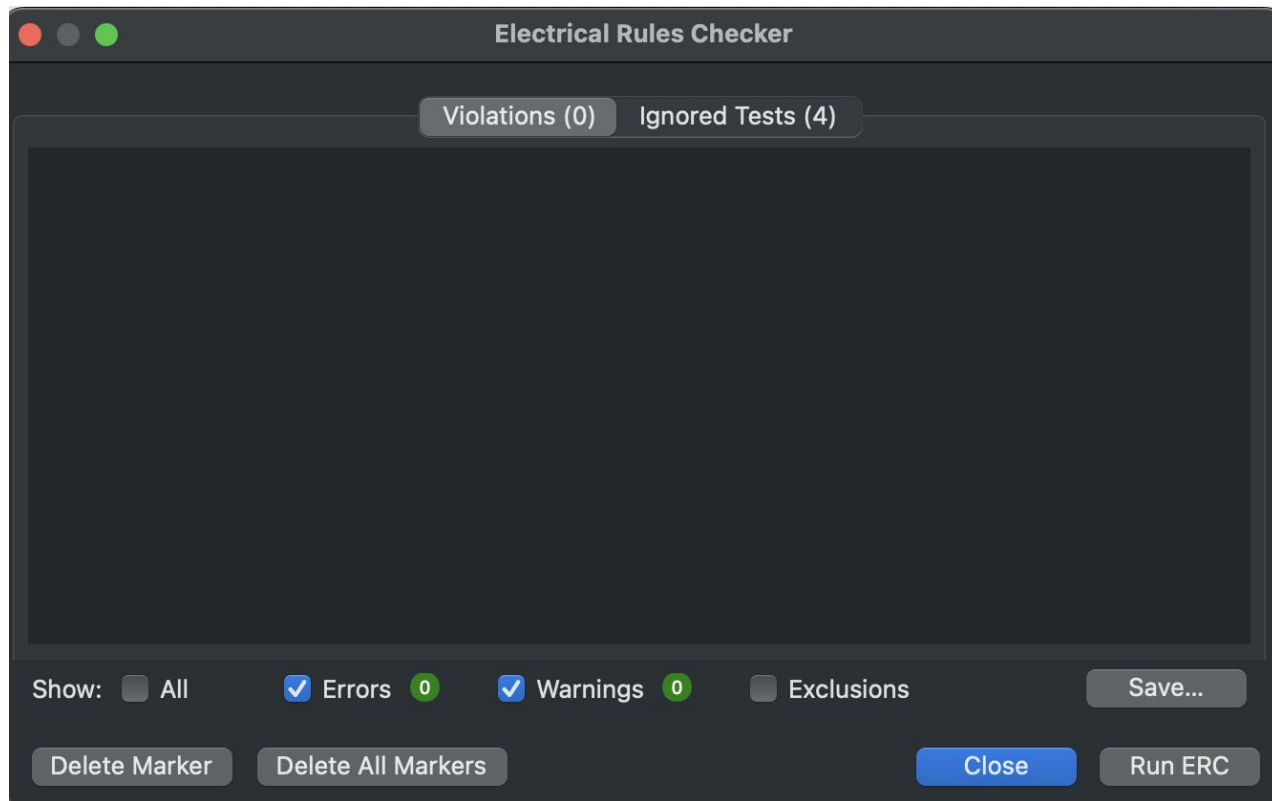 Electrical Rules Checker
Violations (0) Ignored Tests (4)
Show: All Errors 0 Warnings 0 Exclusions Save...
Delete Marker Delete All Markers Close Run ERC